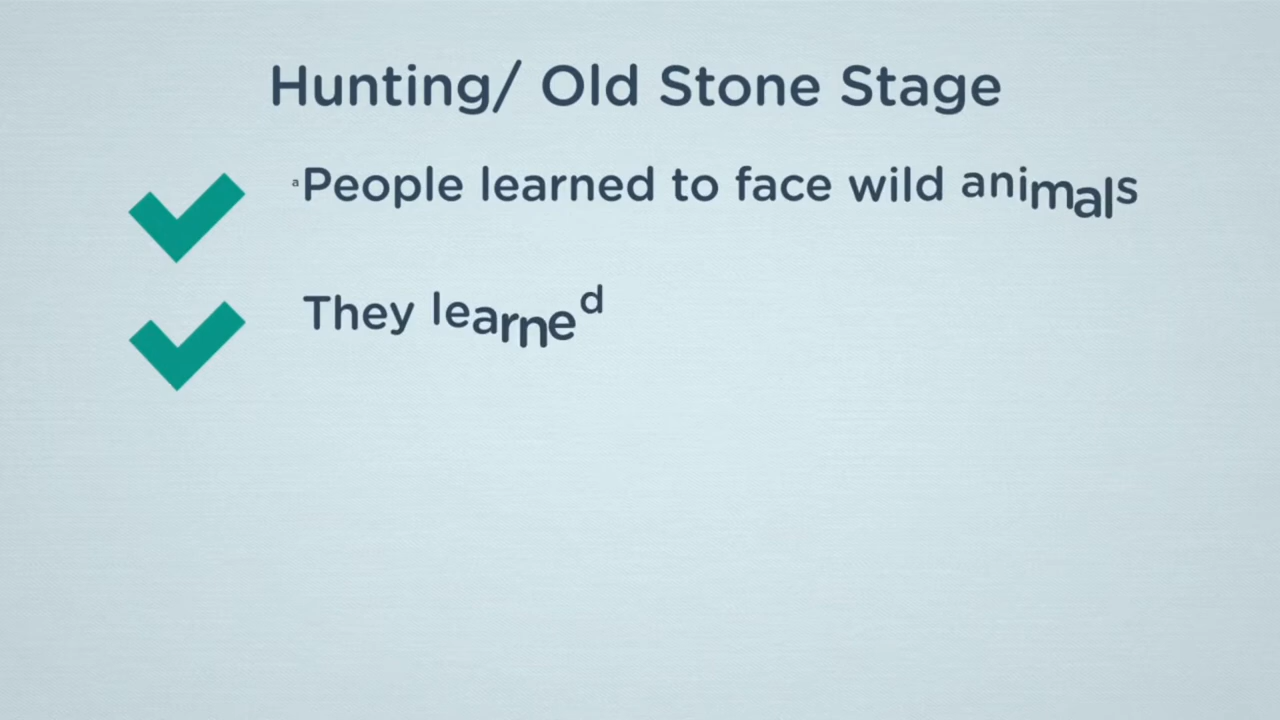 Hunting/ Old Stone Stage
a People learned to face wild animals
They learned